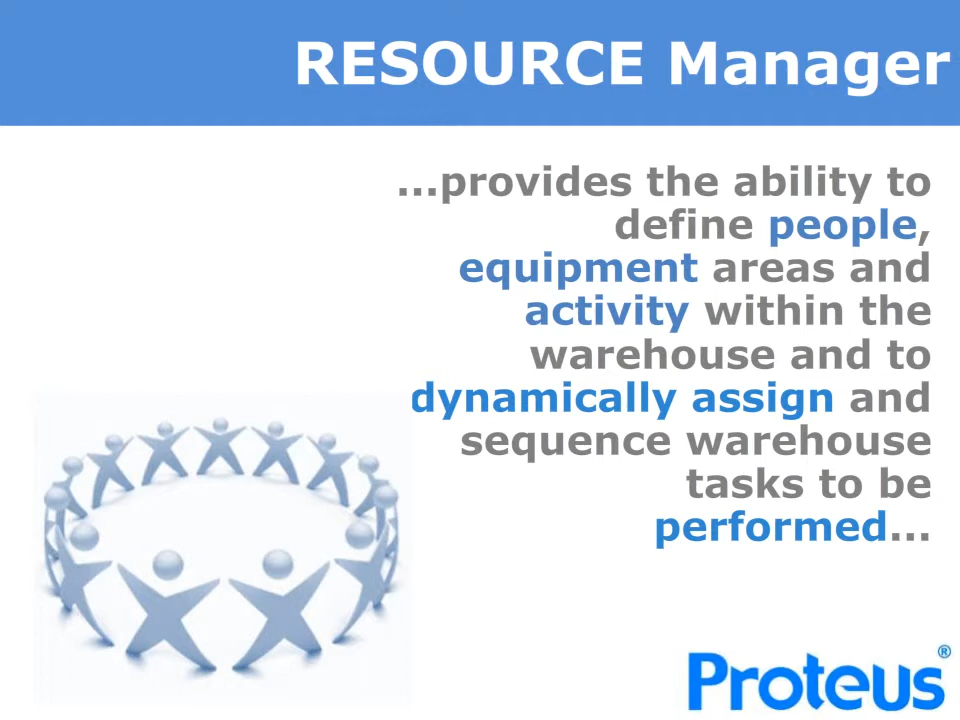 RESOURCE Manager
...provides the ability to
define people,
equipment areas and
activity within the
warehouse and to
dynamically assign and
sequence warehouse
tasks to be
performed...
Proteus®